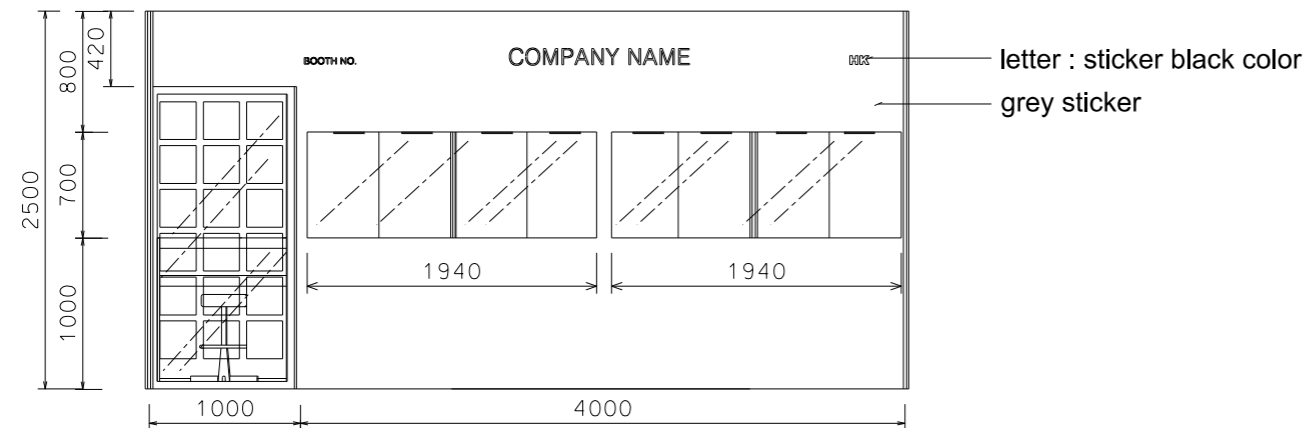 420
800
BOOTH NO.
COMPANY NAME
HK
letter : sticker black color
grey sticker
2500
700
1940
1940
1000
1000
4000